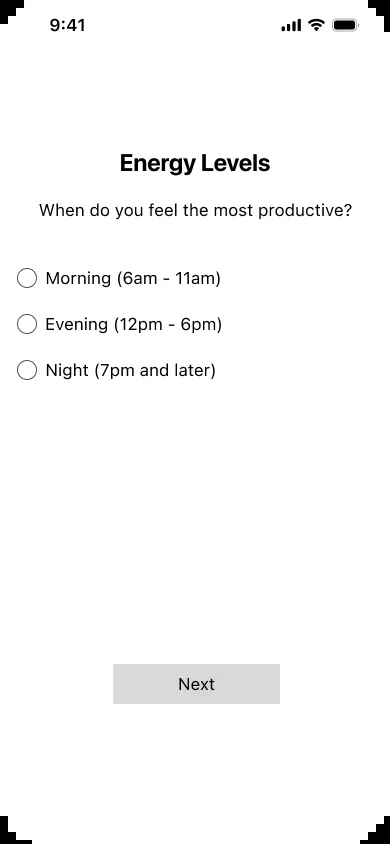 9:41
Energy Levels
When do you feel the most productive?
Morning (6am - 11am)
Evening (12pm - 6pm)
Night (7pm and later)
Next